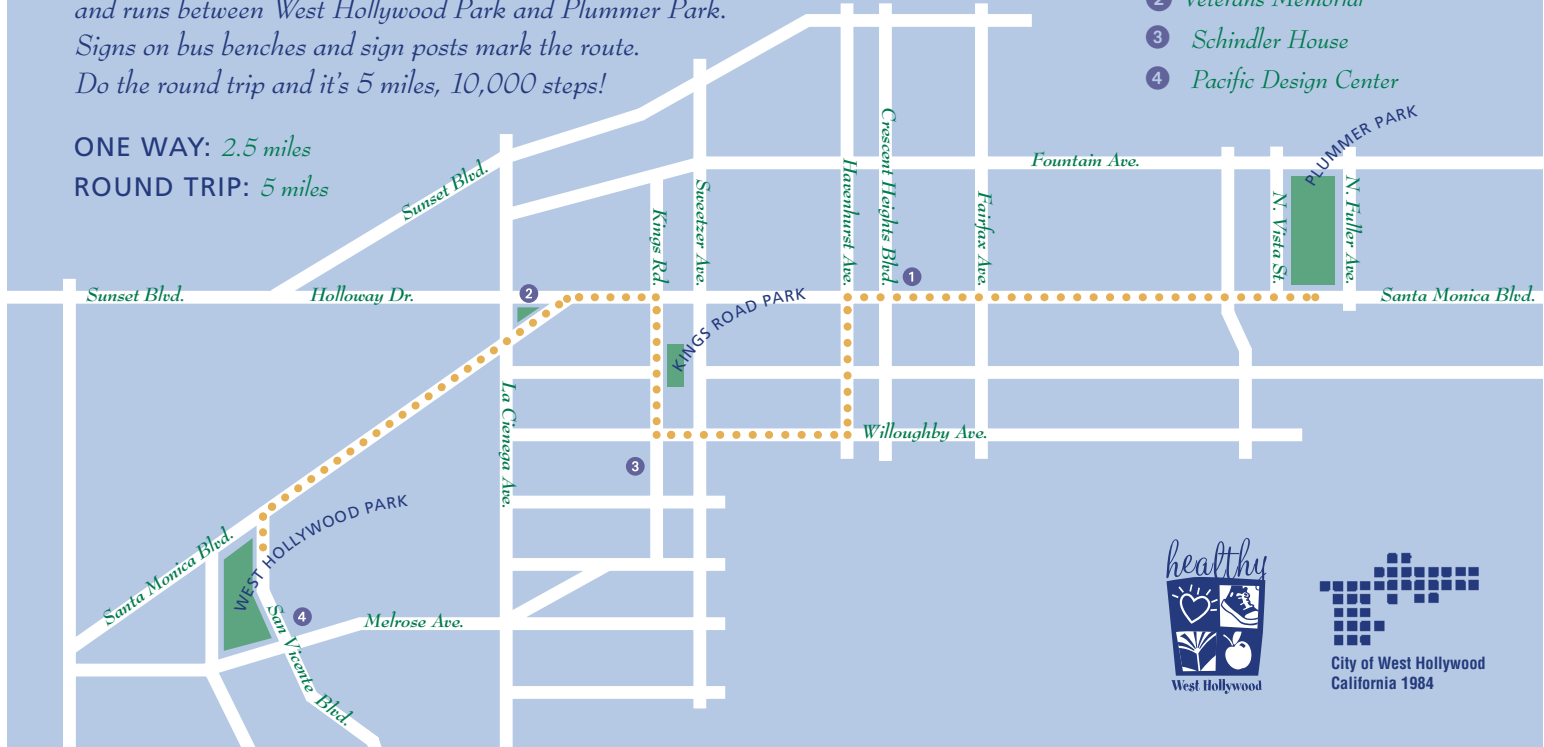 and runs between West Hollywood Park and Plummer Park.
Signs on bus benches and sign posts mark the route.
Do the round trip and it's 5 miles, 10,000 steps!
ONE WAY: 2.5 miles
ROUND TRIP: 5 miles
2 Veterans Memorial
3 Schindler House
4 Pacific Design Center
PLUMMER PARK
Fountain Ave.
Sunset Blvd.
Kings Rd.
Sweetzer Ave.
Havenhurst Ave.
Crescent Heights Blvd.
Fairfax Ave.
N. Vista St.
N. Fuller Ave.
1
2
Sunset Blvd.
Holloway Dr.
KINGS ROAD PARK
Santa Monica Blvd.
La Cienega Ave.
Willoughby Ave.
3
WEST HOLLYWOOD PARK
Santa Monica Blvd.
San Vicente Blvd.
4
Melrose Ave.
healthy
West Hollywood
City of West Hollywood
California 1984